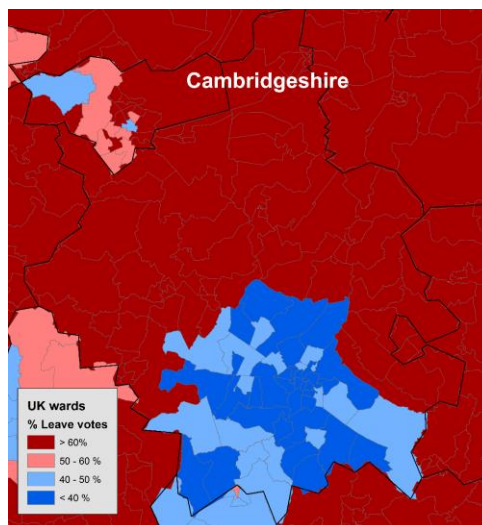 Cambridgeshire
UK wards
% Leave votes
> 60%
50 - 60 %
40 - 50 %
< 40 %